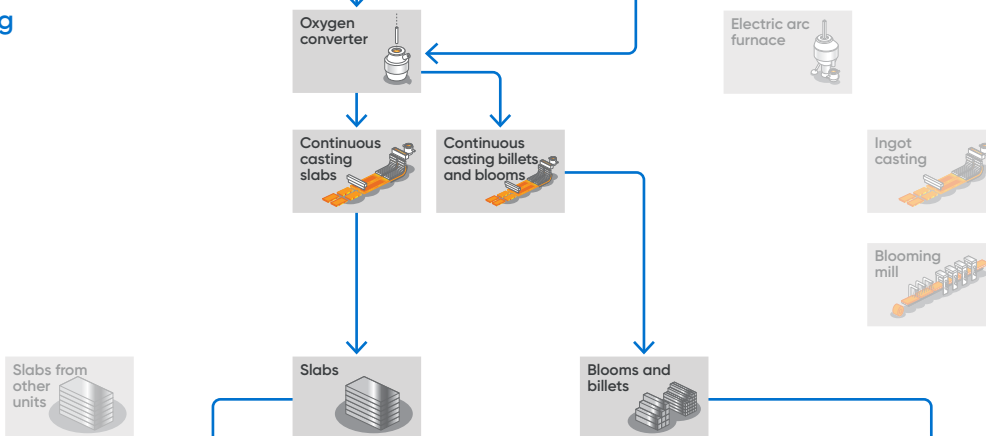 g
Oxygen
converter
Electric arc
furnace
Continuous
casting
slabs
Continuous
casting billets
and blooms
Ingot
casting
Blooming
mill
Slabs from
other
units
Slabs
Blooms and
billets